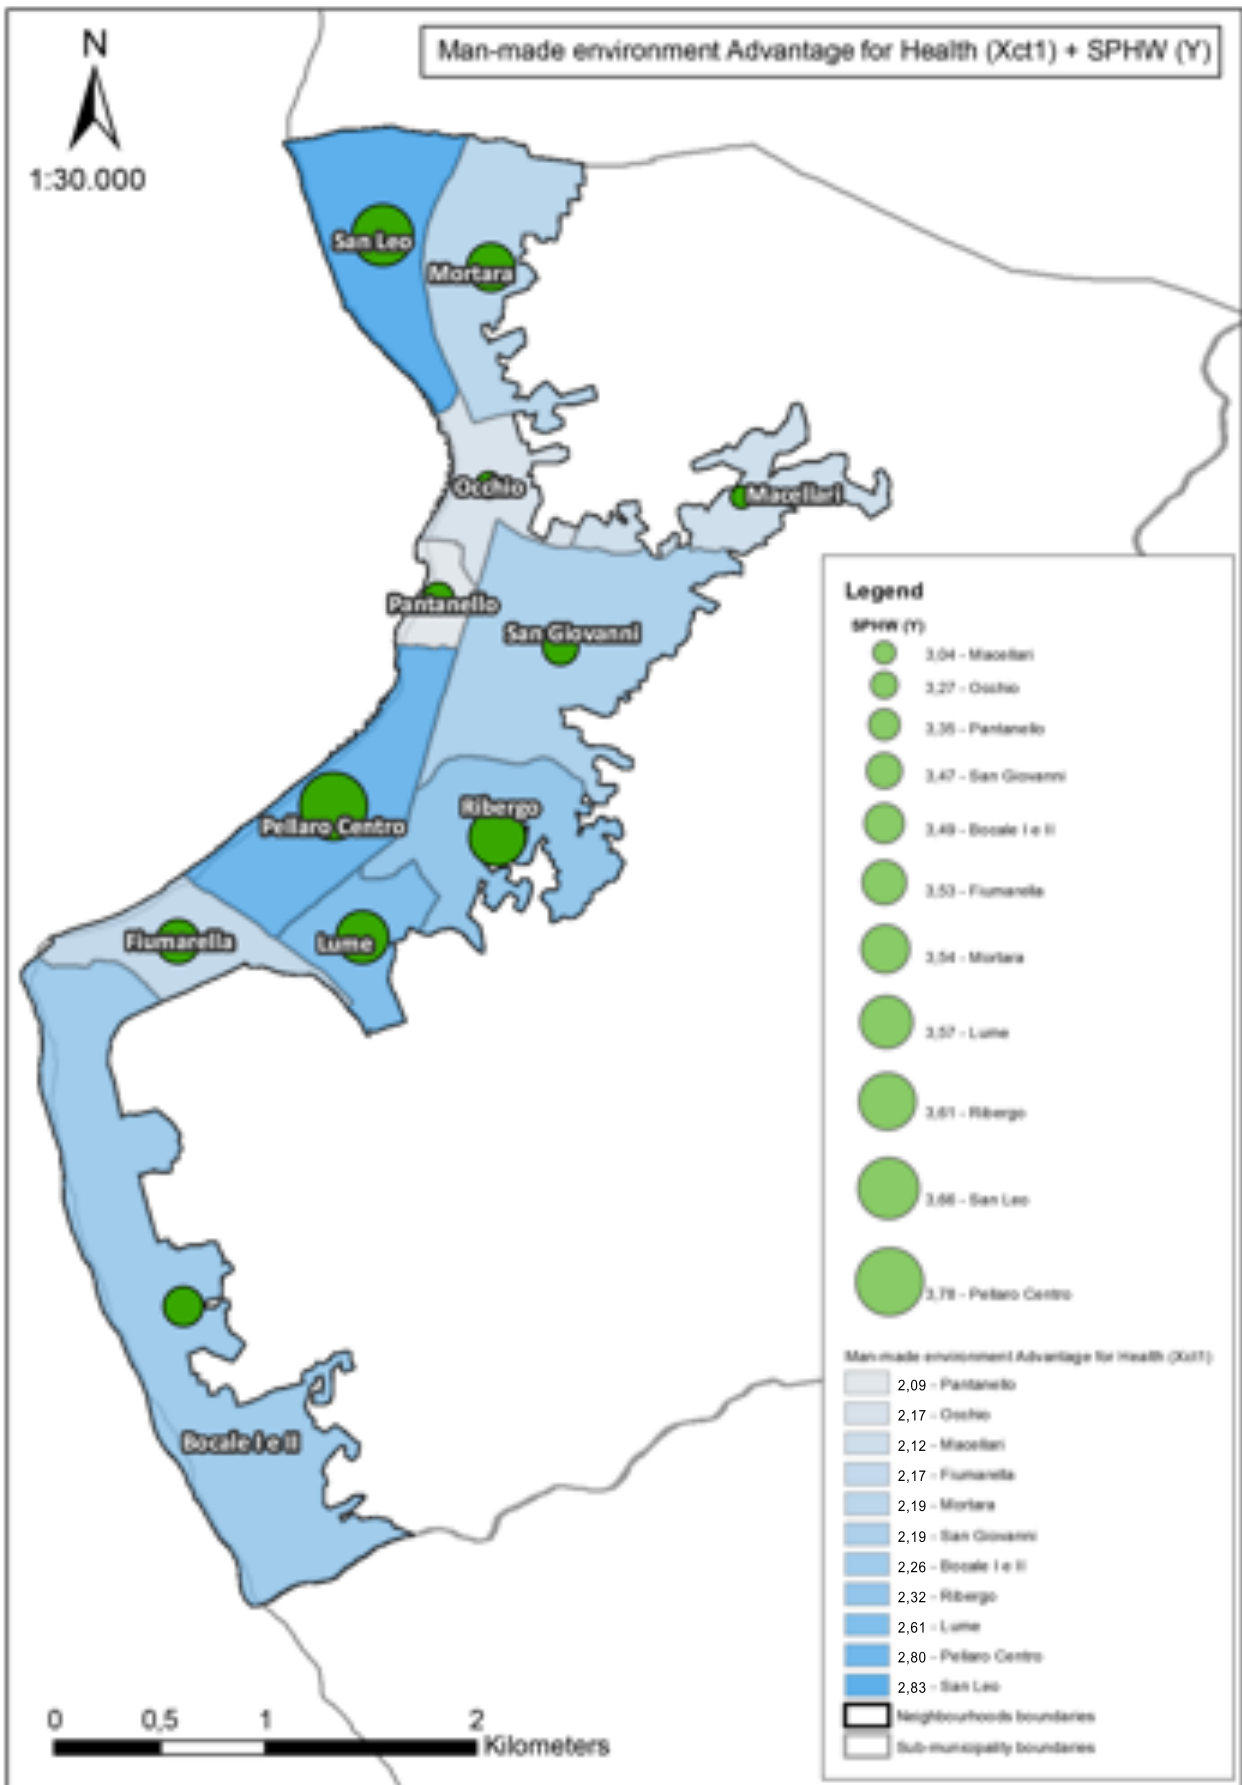 Man-made environment Advantage for Health (Xct1) + SPHW (Y)
N
1:30.000
San Leo
Mortara
Occhio
Macellari
Pantanello
San Giovanni
Pellaro Centro
Ribergo
Fiumarella
Lume
Bocale I e II
Legend
SPHW (Y)
3,04 - Macellari
3,27 - Occhio
3,35 - Pantanello
3,47 - San Giovanni
3,49 - Bocale I e II
3,53 - Fiumarella
3,54 - Mortara
3,57 - Lume
3,61 - Ribergo
3,66 - San Leo
3,78 - Pellaro Centro
Man-made environment Advantage for Health (Xct1)
2,09 - Pantanello
2,17 - Occhio
2,12 - Macellari
2,17 - Fiumarella
2,19 - Mortara
2,19 - San Giovanni
2,26 - Bocale I e II
2,32 - Ribergo
2,61 - Lume
2,80 - Pellaro Centro
2,83 - San Leo
Neighbourhoods boundaries
Sub-municipality boundaries
0 0,5 1 2
Kilometers